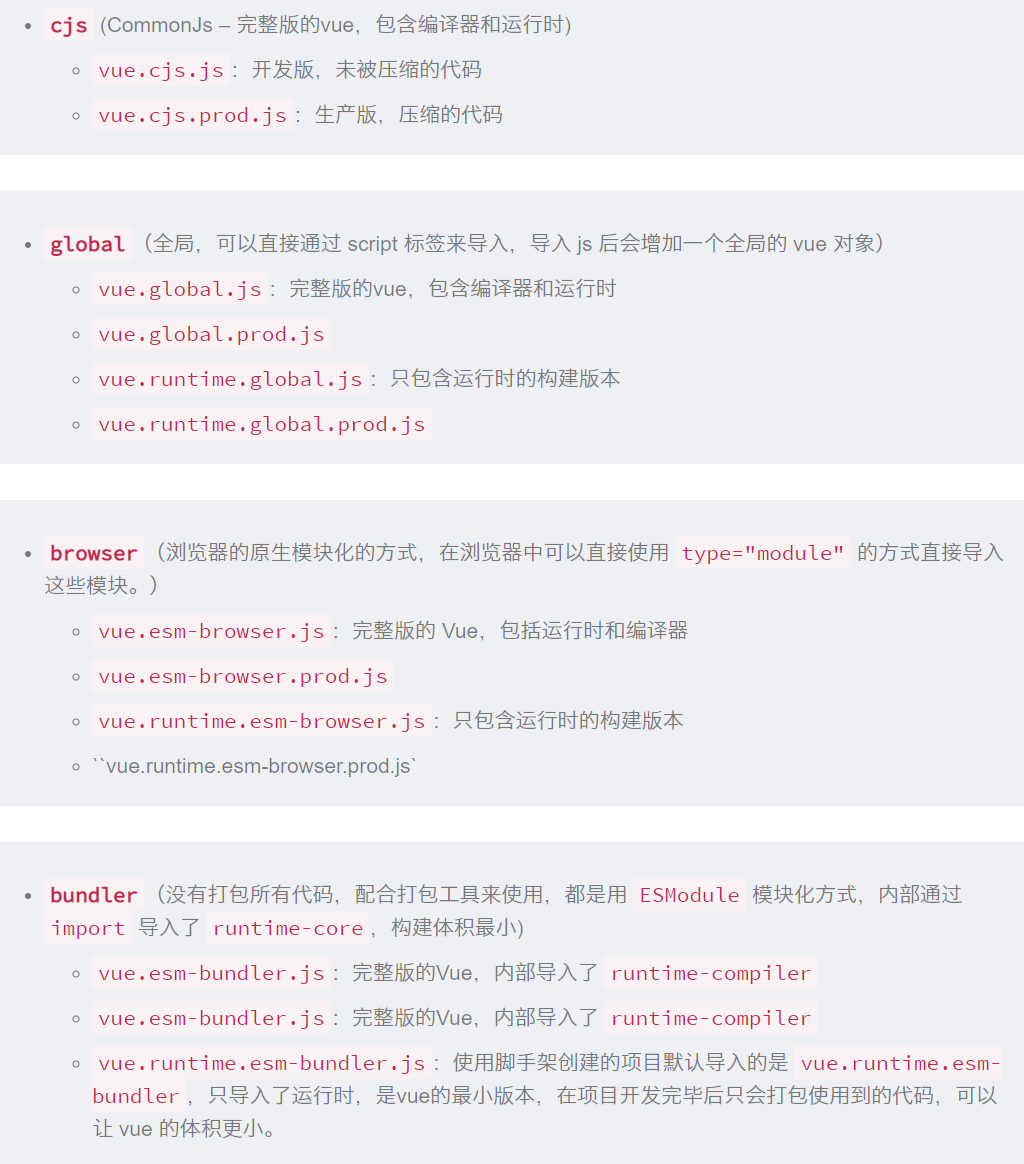 cjs (CommonJs – 完整版的vue，包含编译器和运行时)
vue.cjs.js：开发版，未被压缩的代码
vue.cjs.prod.js：生产版，压缩的代码
global（全局，可以直接通过 script 标签来导入，导入 js 后会增加一个全局的 vue 对象）
vue.global.js：完整版的vue，包含编译器和运行时
vue.global.prod.js
vue.runtime.global.js：只包含运行时的构建版本
vue.runtime.global.prod.js
browser（浏览器的原生模块化的方式，在浏览器中可以直接使用 type="module" 的方式直接导入
这些模块。）
vue.esm-browser.js：完整版的 Vue，包括运行时和编译器
vue.esm-browser.prod.js
vue.runtime.esm-browser.js：只包含运行时的构建版本
``vue.runtime.esm-browser.prod.js`
bundler（没有打包所有代码，配合打包工具来使用，都是用 ESModule 模块化方式，内部通过
import 导入了 runtime-core，构建体积最小)
vue.esm-bundler.js：完整版的Vue，内部导入了 runtime-compiler
vue.esm-bundler.js：完整版的Vue，内部导入了 runtime-compiler
vue.runtime.esm-bundler.js：使用脚手架创建的项目默认导入的是 vue.runtime.esm-
bundler，只导入了运行时，是vue的最小版本，在项目开发完毕后只会打包使用到的代码，可以
让 vue 的体积更小。